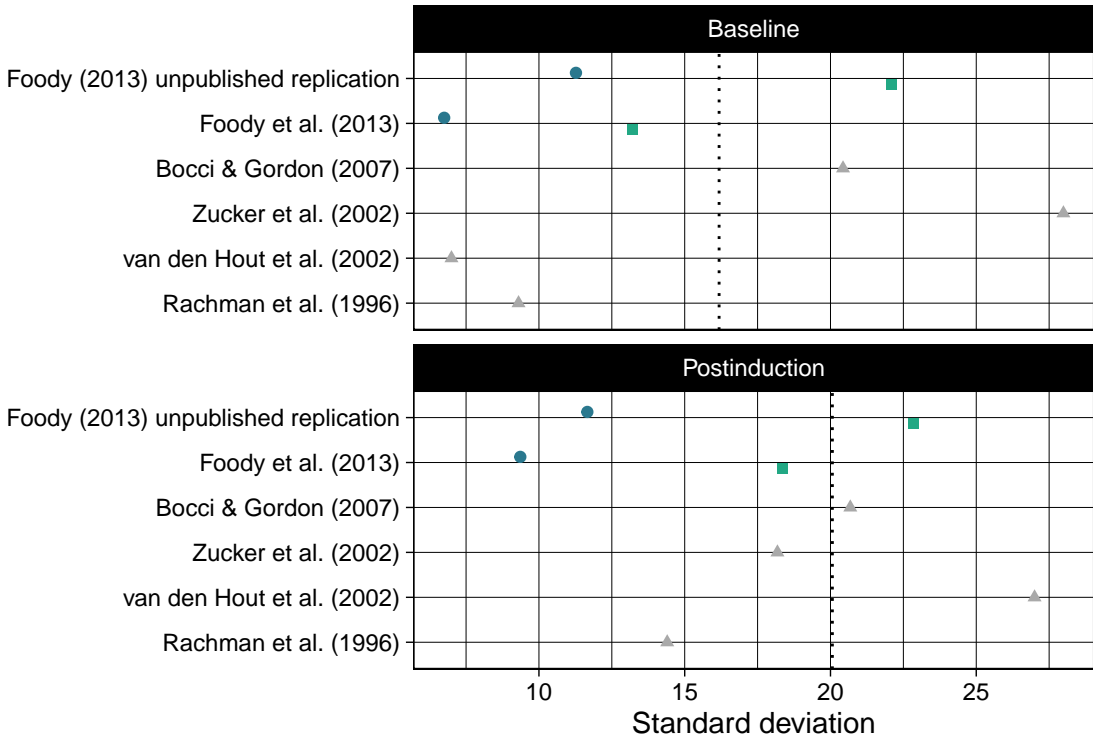 Baseline
Foody (2013) unpublished replication
Foody et al. (2013)
Bocci & Gordon (2007)
Zucker et al. (2002)
van den Hout et al. (2002)
Rachman et al. (1996)
Postinduction
Foody (2013) unpublished replication
Foody et al. (2013)
Bocci & Gordon (2007)
Zucker et al. (2002)
van den Hout et al. (2002)
Rachman et al. (1996)
10 15 20 25
Standard deviation